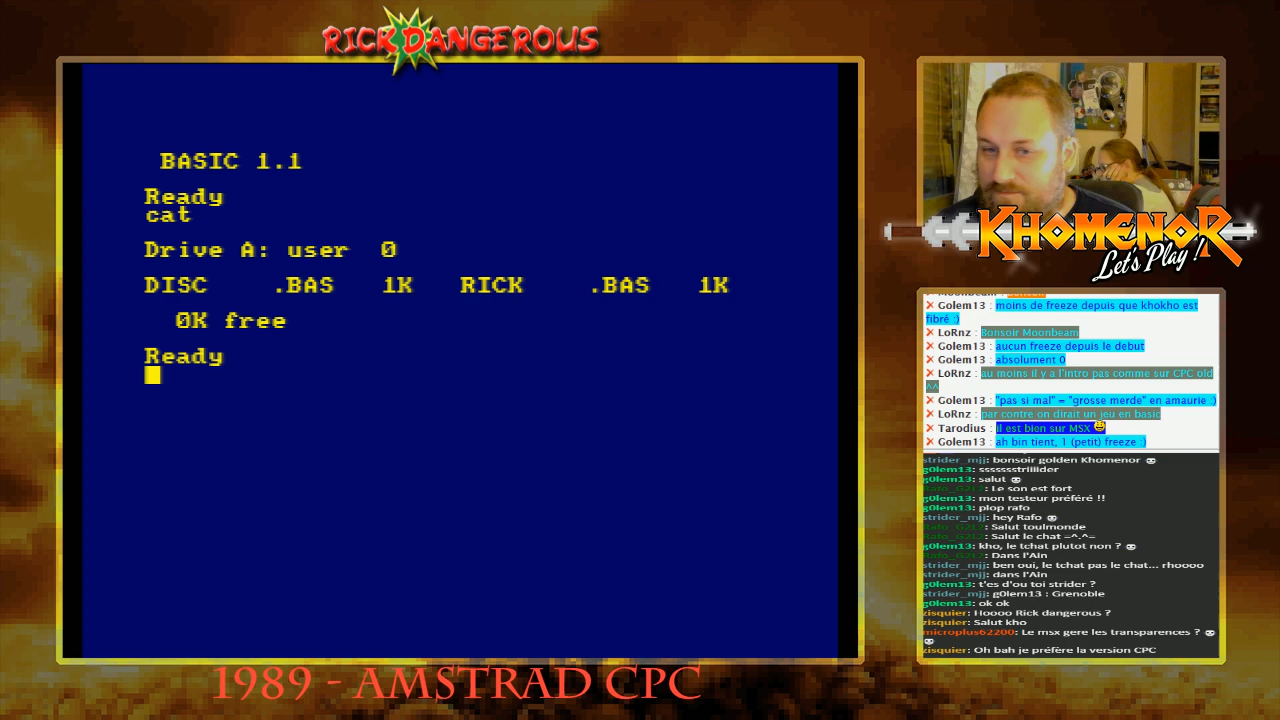 RICK DANGEROUS
BASIC 1.1
Ready
cat
Drive A: user 0
DISC .BAS 1K RICK .BAS 1K
0K free
Ready
1989 - AMSTRAD CPC
KHOMENOR
Let's Play !
Golem13 : moins de freeze depuis que khokho est
fibré :)
LoRnz : Bonsoir Moonbeam
Golem13 : aucun freeze depuis le debut
Golem13 : absolument 0
LoRnz : au moins il y a l'intro pas comme sur CPC old
^^
Golem13 : "pas si mal" = "grosse merde" en amaurie :)
LoRnz : par contre on dirait un jeu en basic
Tarodius : il est bien sur MSX
Golem13 : ah bin tient, 1 (petit) freeze :)
strider_mjj: bonsoir golden Khomenor
g0lem13: ssssssstriiiider
g0lem13: salut
Rafo_G2L2: Le son est fort
g0lem13: mon testeur préféré !!
g0lem13: plop rafo
strider_mjj: hey Rafo
Rafo_G2L2: Salut toulmonde
Rafo_G2L2: Salut le chat =^.^=
g0lem13: kho, le tchat plutot non ?
Rafo_G2L2: Dans l'Ain
strider_mjj: ben oui, le tchat pas le chat... rhoooo
strider_mjj: dans l'Ain
g0lem13: t'es d'ou toi strider ?
strider_mjj: g0lem13 : Grenoble
g0lem13: ok ok
zisquier: Hoooo Rick dangerous ?
zisquier: Salut kho
microplus62200: Le msx gere les transparences ?
zisquier: Oh bah je préfère la version CPC